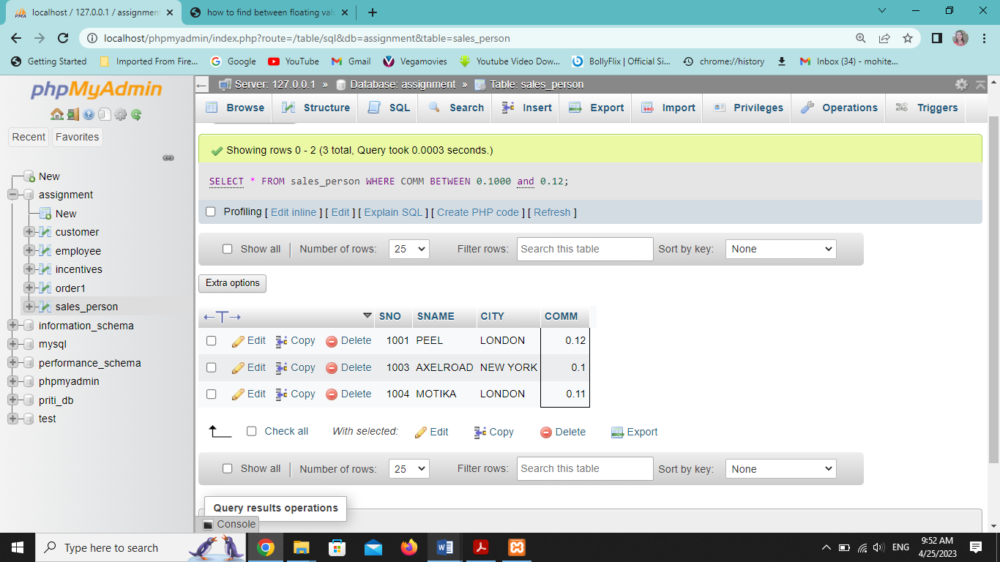 localhost / 127.0.0.1 / assignment
how to find between floating valu
localhost/phpmyadmin/index.php?route=/table/sql&db=assignment&table=sales_person
Getting Started Imported From Fire... Google YouTube Gmail Vegamovies Youtube Video Dow... BollyFlix | Official Si... chrome://history Inbox (34) - mohite...
phpMyAdmin
Recent Favorites
New
assignment
New
customer
employee
incentives
order1
sales_person
information_schema
mysql
performance_schema
phpmyadmin
priti_db
test
Server: 127.0.0.1 » Database: assignment » Table: sales_person
Browse Structure SQL Search Insert Export Import Privileges Operations Triggers
Showing rows 0 - 2 (3 total, Query took 0.0003 seconds.)
SELECT * FROM sales_person WHERE COMM BETWEEN 0.1000 and 0.12;
Profiling [ Edit inline ] [ Edit ] [ Explain SQL ] [ Create PHP code ] [ Refresh ]
Show all | Number of rows: 25 Filter rows: Search this table Sort by key: None
Extra options
←T→ SNO SNAME CITY COMM
Edit Copy Delete 1001 PEEL LONDON 0.12
Edit Copy Delete 1003 AXELROAD NEW YORK 0.1
Edit Copy Delete 1004 MOTIKA LONDON 0.11
Check all With selected: Edit Copy Delete Export
Show all | Number of rows: 25 Filter rows: Search this table Sort by key: None
Query results operations
Console
Type here to search
ENG
9:52 AM
4/25/2023